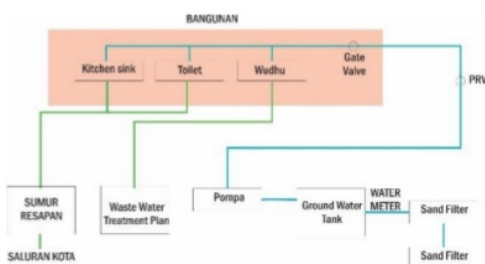 BANGUNAN
Kitchen sink
Toilet
Wudhu
Gate
Valve
PRV
SUMUR
RESAPAN
Waste Water
Treatment Plan
Pompa
Ground Water
Tank
WATER
METER
Sand Filter
SALURAN KOTA
Sand Filter